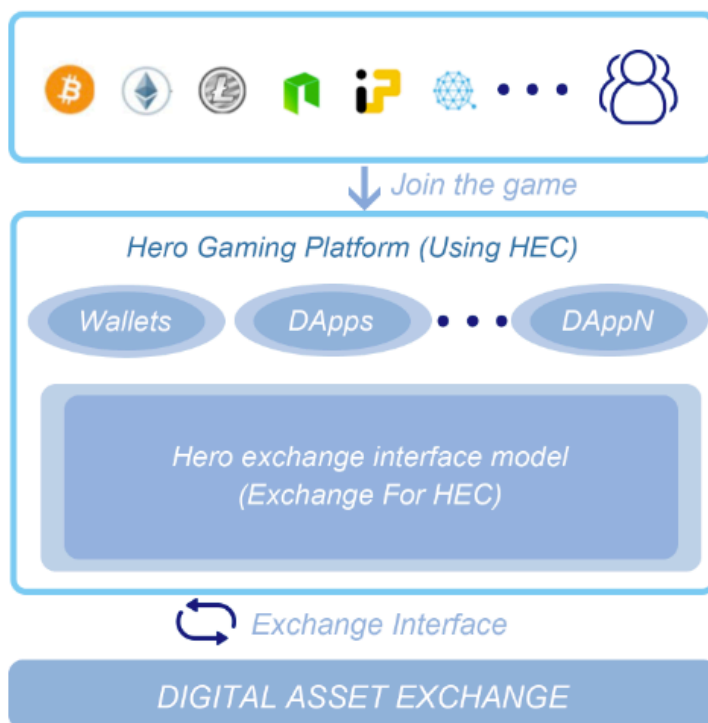 Join the game
Hero Gaming Platform (Using HEC)
Wallets
DApps
DAppN
Hero exchange interface model
(Exchange For HEC)
Exchange Interface
DIGITAL ASSET EXCHANGE